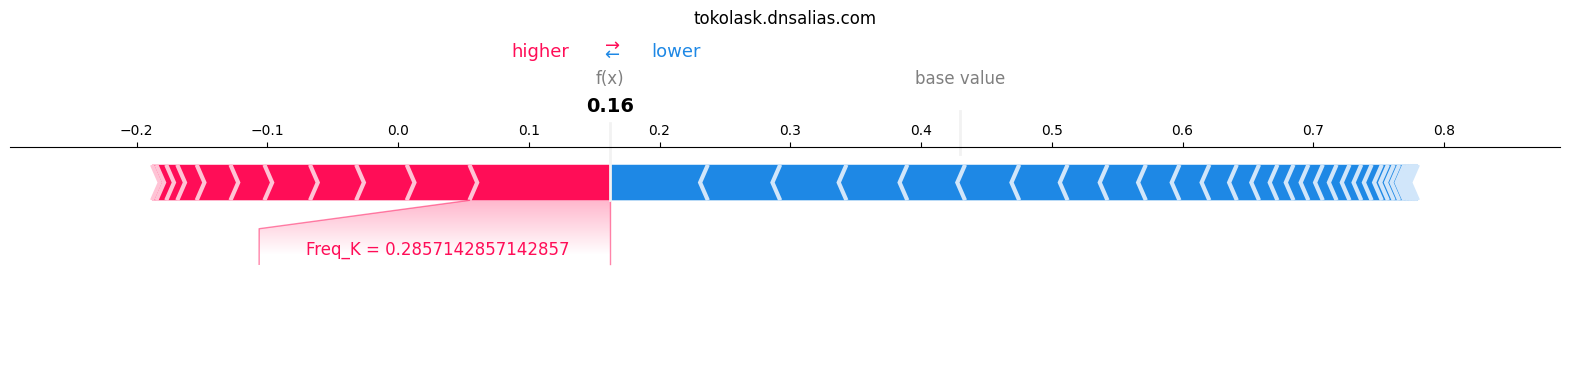 tokolask.dnsalias.com
higher ⇄ lower
f(x) base value
0.16
−0.2 −0.1 0.0 0.1 0.2 0.3 0.4 0.5 0.6 0.7 0.8
Freq_K = 0.2857142857142857